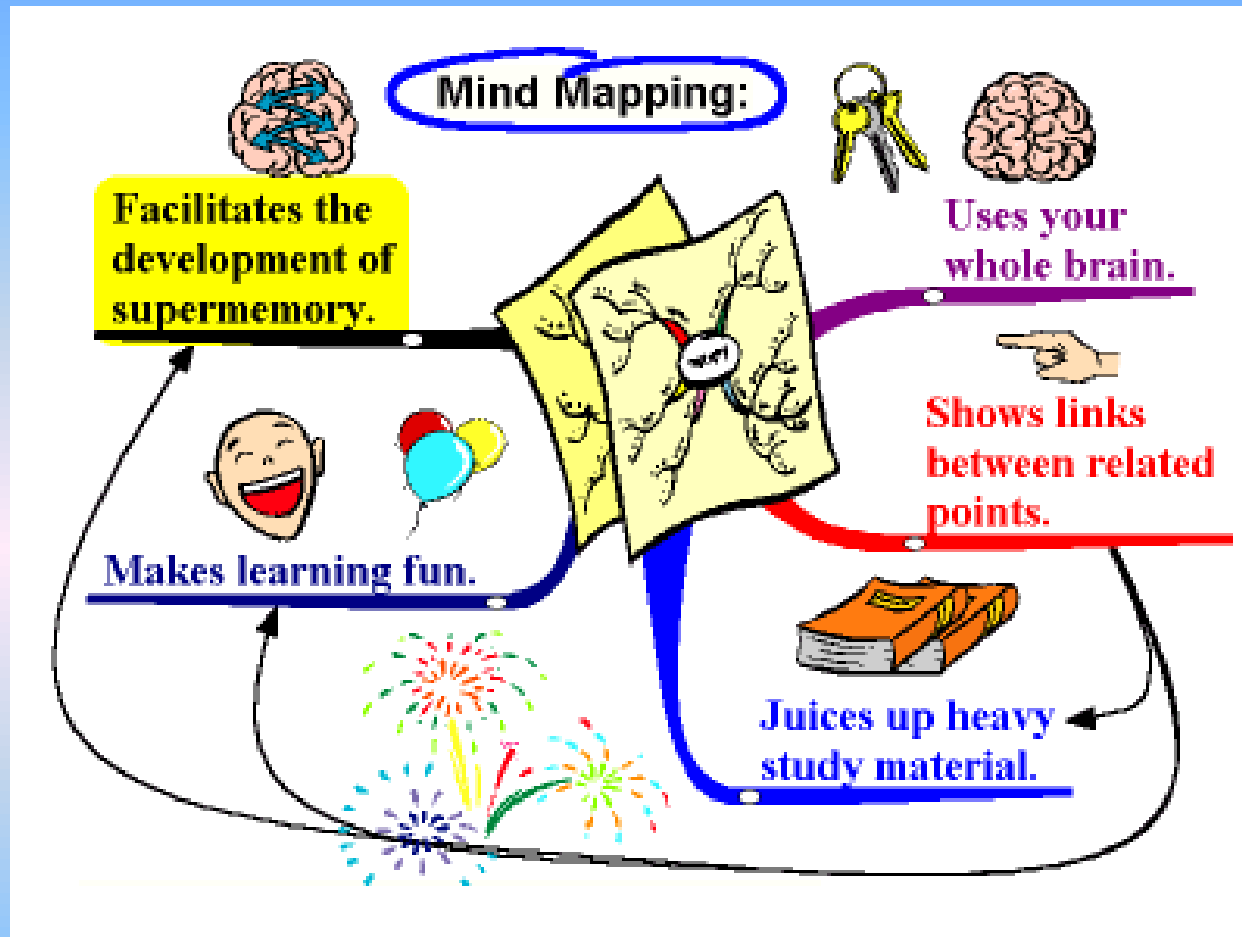 Mind Mapping:
Facilitates the
development of
supermemory.
Uses your
whole brain.
Shows links
between related
points.
Makes learning fun.
Juices up heavy
study material.